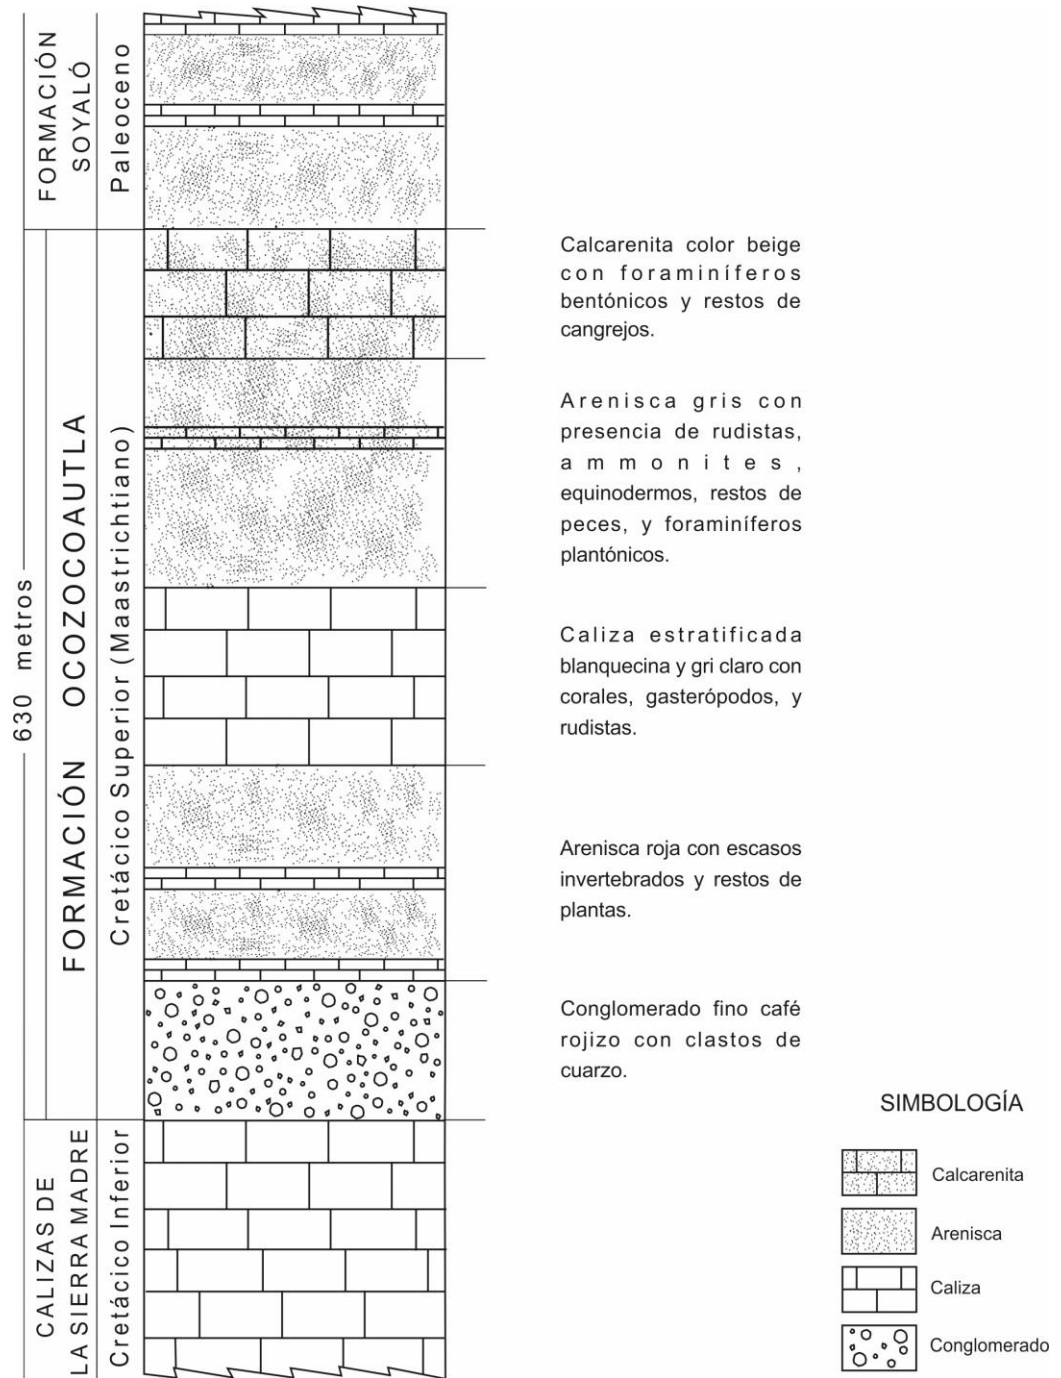 FORMACIÓN
SOYALÓ
Paleoceno
630 metros
FORMACIÓN OCOZOCOAUTLA
Cretácico Superior (Maastrichtiano)
CALIZAS DE
LA SIERRA MADRE
Cretácico Inferior
Calcarenita color beige
con foraminíferos
bentónicos y restos de
cangrejos.
Arenisca gris con
presencia de rudistas,
ammonites,
equinodermos, restos de
peces, y foraminíferos
plantónicos.
Caliza estratificada
blanquecina y gri claro con
corales, gasterópodos, y
rudistas.
Arenisca roja con escasos
invertebrados y restos de
plantas.
Conglomerado fino café
rojizo con clastos de
cuarzo.
SIMBOLOGÍA
Calcarenita
Arenisca
Caliza
Conglomerado